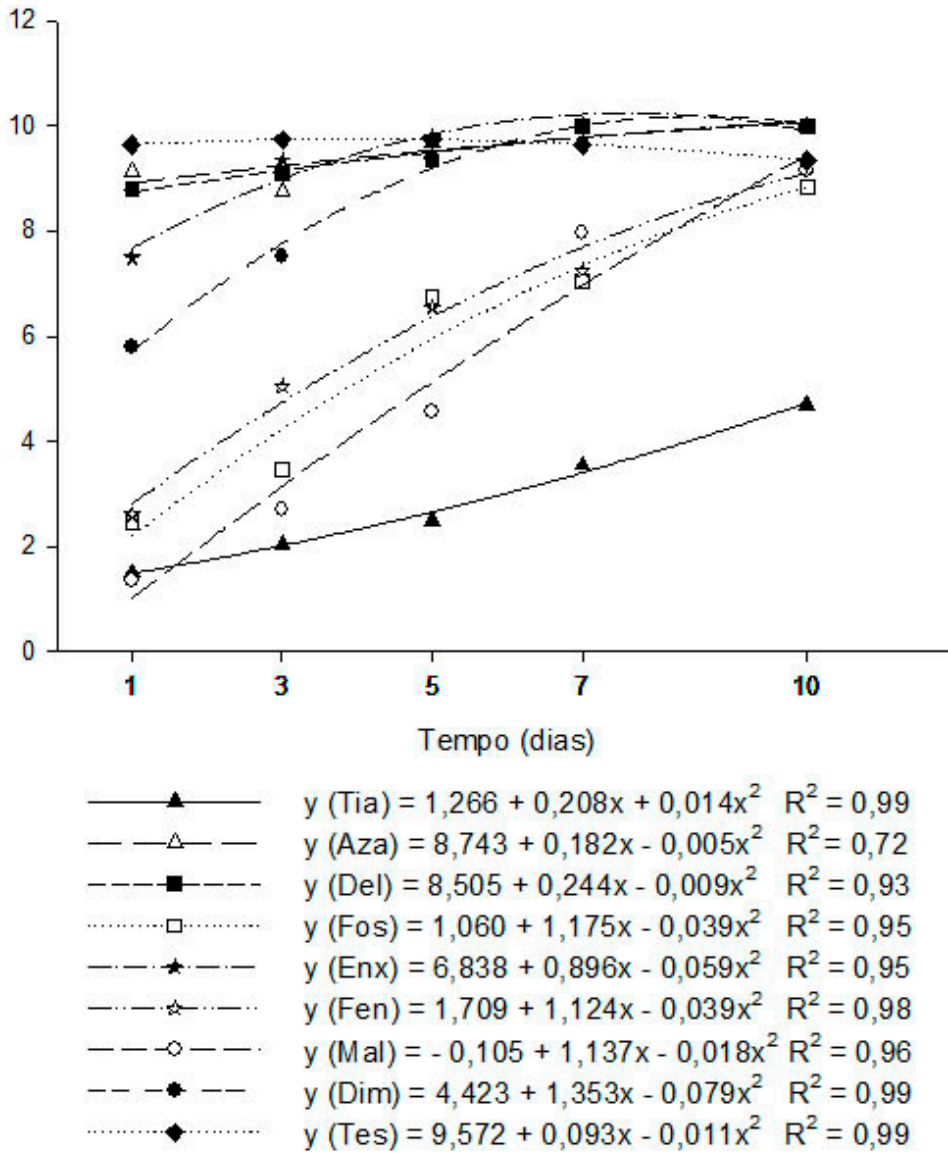 12
10
8
6
4
2
0
1 3 5 7 10
Tempo (dias)
y (Tia) = 1,266 + 0,208x + 0,014x² R² = 0,99
y (Aza) = 8,743 + 0,182x - 0,005x² R² = 0,72
y (Del) = 8,505 + 0,244x - 0,009x² R² = 0,93
y (Fos) = 1,060 + 1,175x - 0,039x² R² = 0,95
y (Enx) = 6,838 + 0,896x - 0,059x² R² = 0,95
y (Fen) = 1,709 + 1,124x - 0,039x² R² = 0,98
y (Mal) = - 0,105 + 1,137x - 0,018x² R² = 0,96
y (Dim) = 4,423 + 1,353x - 0,079x² R² = 0,99
y (Tes) = 9,572 + 0,093x - 0,011x² R² = 0,99